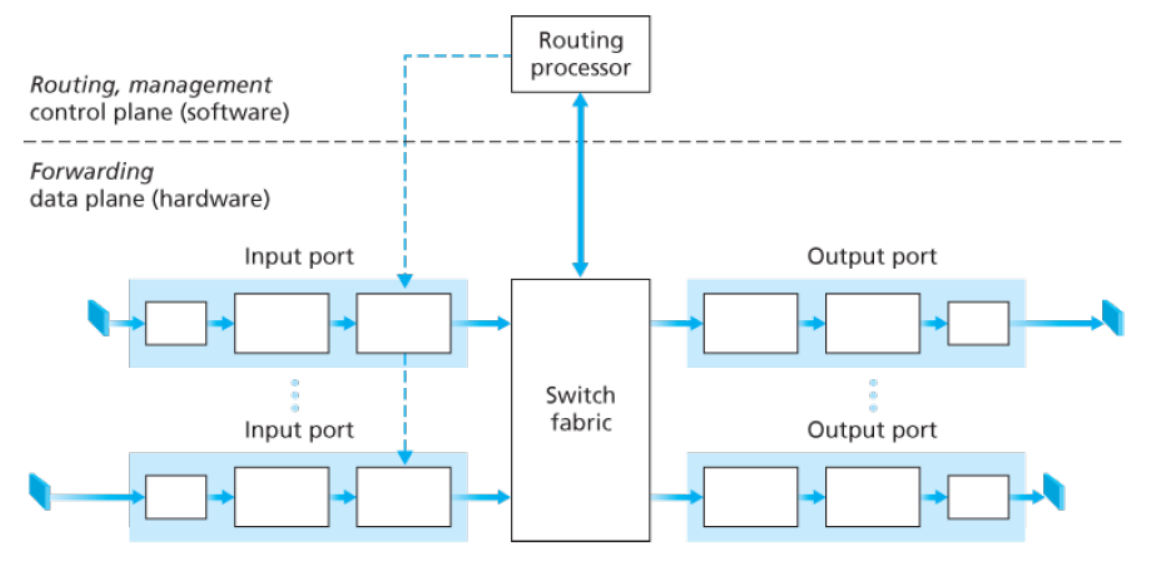 Routing
processor
Routing, management
control plane (software)
Forwarding
data plane (hardware)
Input port
Output port
Switch
fabric
Input port
Output port